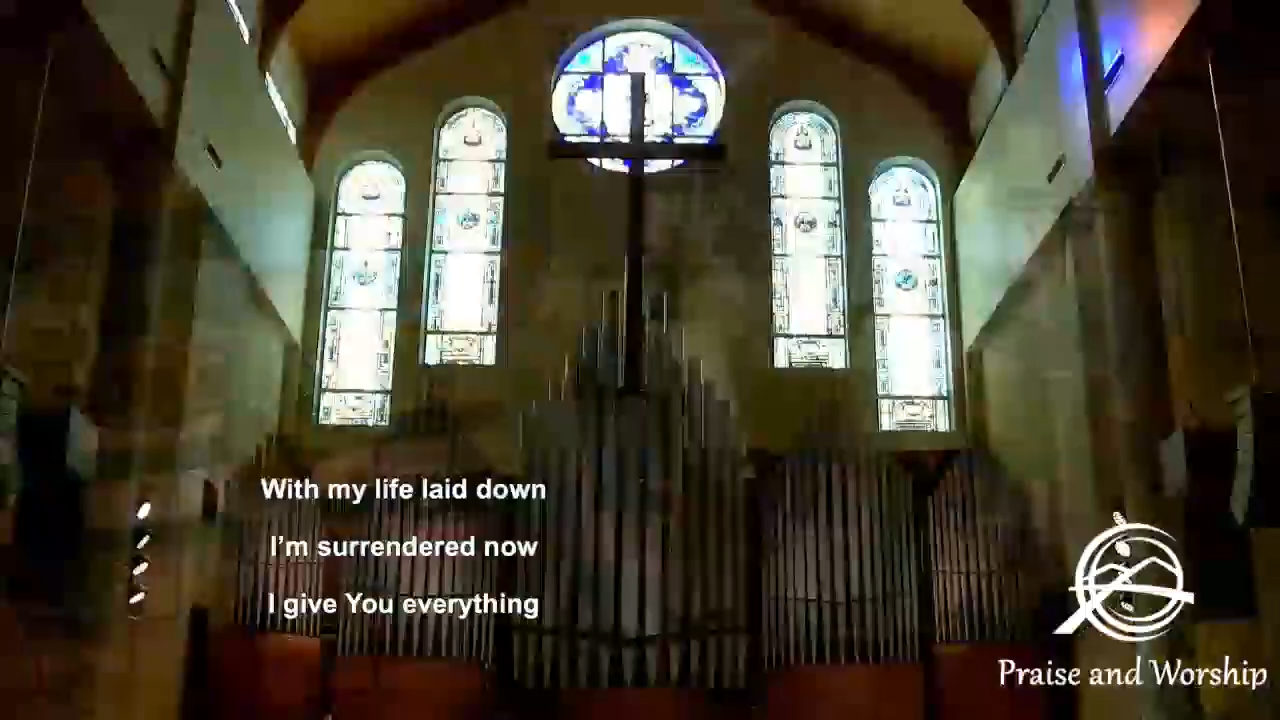 With my life laid down
I'm surrendered now
I give You everything
Praise and Worship